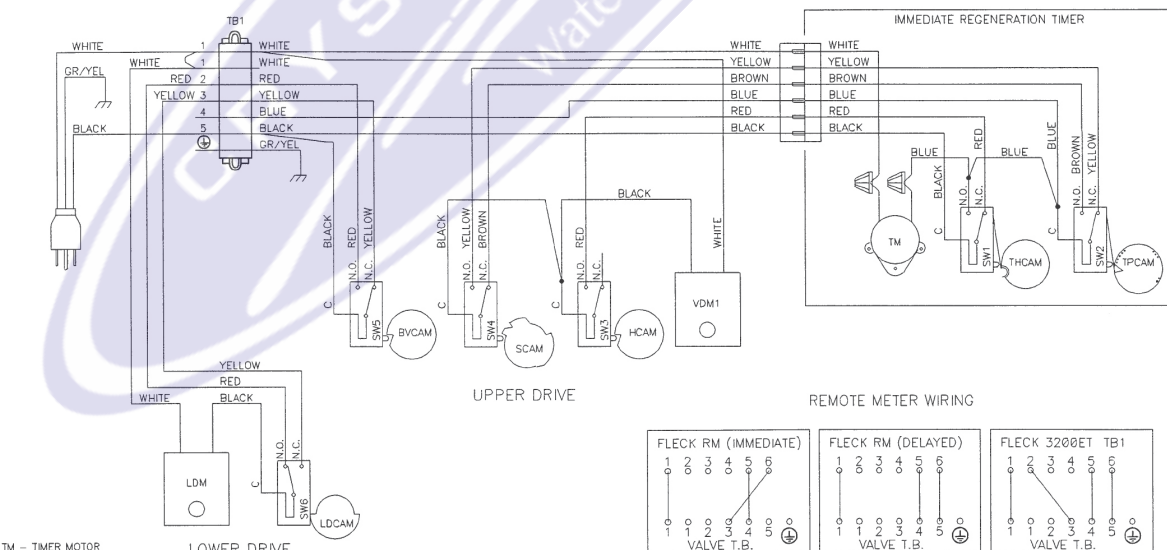 TB1
IMMEDIATE REGENERATION TIMER
WHITE
GR/YEL
BLACK
WHITE
RED
YELLOW
1
1
2
3
4
5
WHITE
WHITE
RED
YELLOW
BLUE
BLACK
GR/YEL
WHITE
YELLOW
BROWN
BLUE
RED
BLACK
WHITE
YELLOW
BROWN
BLUE
RED
BLACK
BLUE
RED
BLUE
BLUE
BROWN
YELLOW
BLACK
N.O.
N.C.
N.O.
N.C.
C
C
TM
SW1
THCAM
SW2
TPCAM
BLACK
RED
YELLOW
BLACK
YELLOW
BROWN
BLACK
RED
WHITE
N.O.
N.C.
N.O.
N.C.
N.O.
N.C.
C
C
C
SW5
BVCAM
SW4
SCAM
SW3
HCAM
VDM1
UPPER DRIVE
YELLOW
RED
WHITE
BLACK
N.O.
N.C.
C
LDM
SW6
LDCAM
LOWER DRIVE
TM – TIMER MOTOR
REMOTE METER WIRING
FLECK RM (IMMEDIATE)
1 2 3 4 5 6
1 1 2 3 4 5
VALVE T.B.
FLECK RM (DELAYED)
1 2 3 4 5 6
1 1 2 3 4 5
VALVE T.B.
FLECK 3200ET TB1
1 2 3 4 5 6
1 1 2 3 4 5
VALVE T.B.